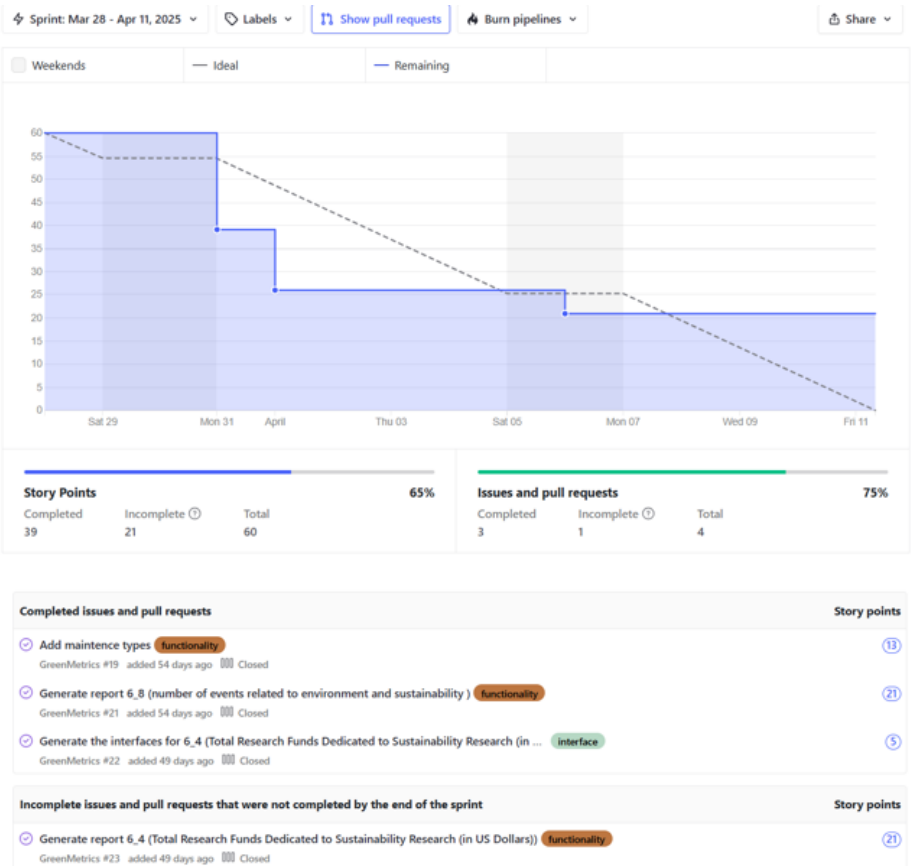 Sprint: Mar 28 - Apr 11, 2025 Labels Show pull requests Burn pipelines Share
Weekends Ideal Remaining
60
55
50
45
40
35
30
25
20
15
10
5
0
Sat 29 Mon 31 April Thu 03 Sat 05 Mon 07 Wed 09 Fri 11
Story Points 65%
Completed Incomplete Total
39 21 60
Issues and pull requests 75%
Completed Incomplete Total
3 1 4
Completed issues and pull requests Story points
Add maintence types functionality 13
GreenMetrics #19 added 54 days ago Closed
Generate report 6_8 (number of events related to environment and sustainability ) functionality 21
GreenMetrics #21 added 54 days ago Closed
Generate the interfaces for 6_4 (Total Research Funds Dedicated to Sustainability Research (in ... interface 5
GreenMetrics #22 added 49 days ago Closed
Incomplete issues and pull requests that were not completed by the end of the sprint Story points
Generate report 6_4 (Total Research Funds Dedicated to Sustainability Research (in US Dollars)) functionality 21
GreenMetrics #23 added 49 days ago Closed